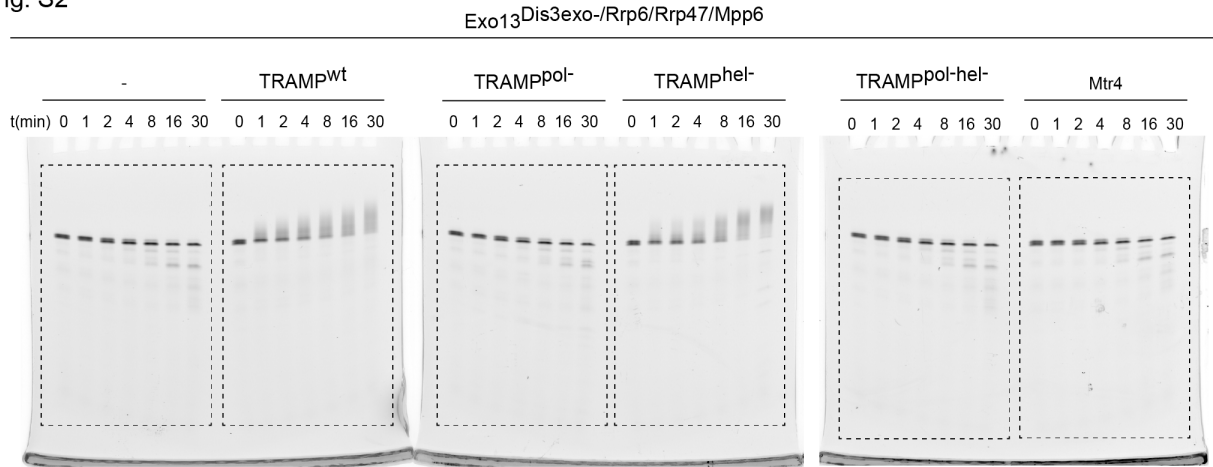 Fig. S2
Exo13Dis3exo-/Rrp6/Rrp47/Mpp6
- TRAMPwt TRAMPpol- TRAMPhel- TRAMPpol-hel- Mtr4
t(min) 0 1 2 4 8 16 30 0 1 2 4 8 16 30 0 1 2 4 8 16 30 0 1 2 4 8 16 30 0 1 2 4 8 16 30 0 1 2 4 8 16 30